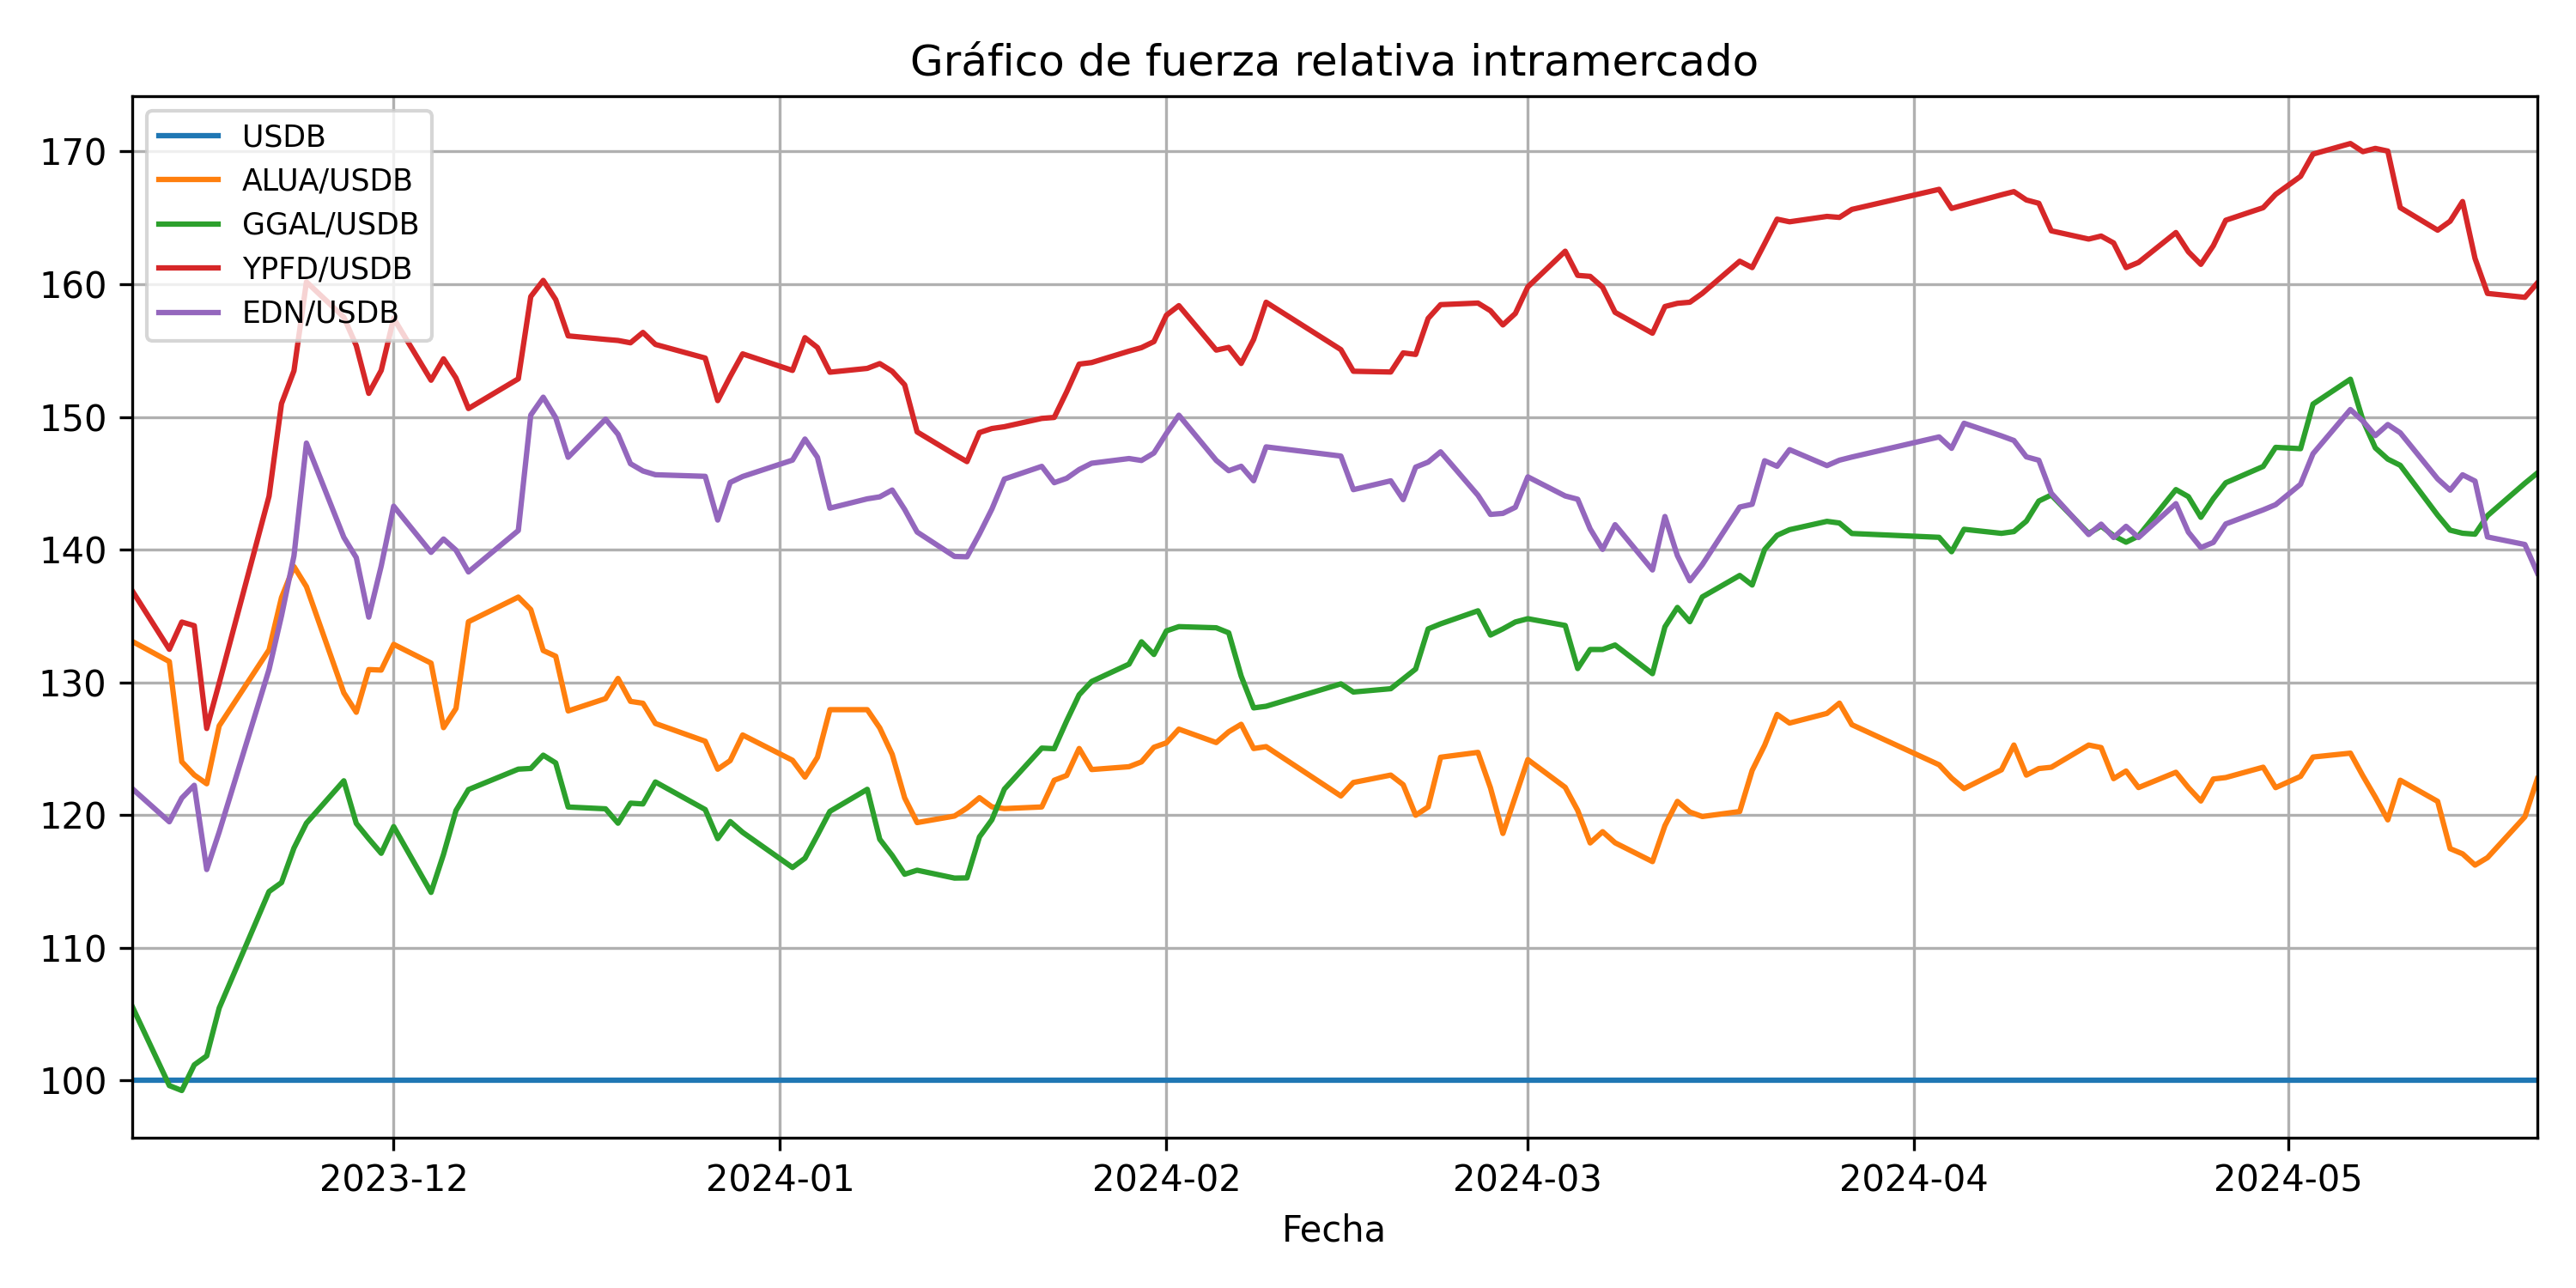 Gráfico de fuerza relativa intramercado
USDB
ALUA/USDB
GGAL/USDB
YPFD/USDB
EDN/USDB
170
160
150
140
130
120
110
100
2023-12 2024-01 2024-02 2024-03 2024-04 2024-05
Fecha